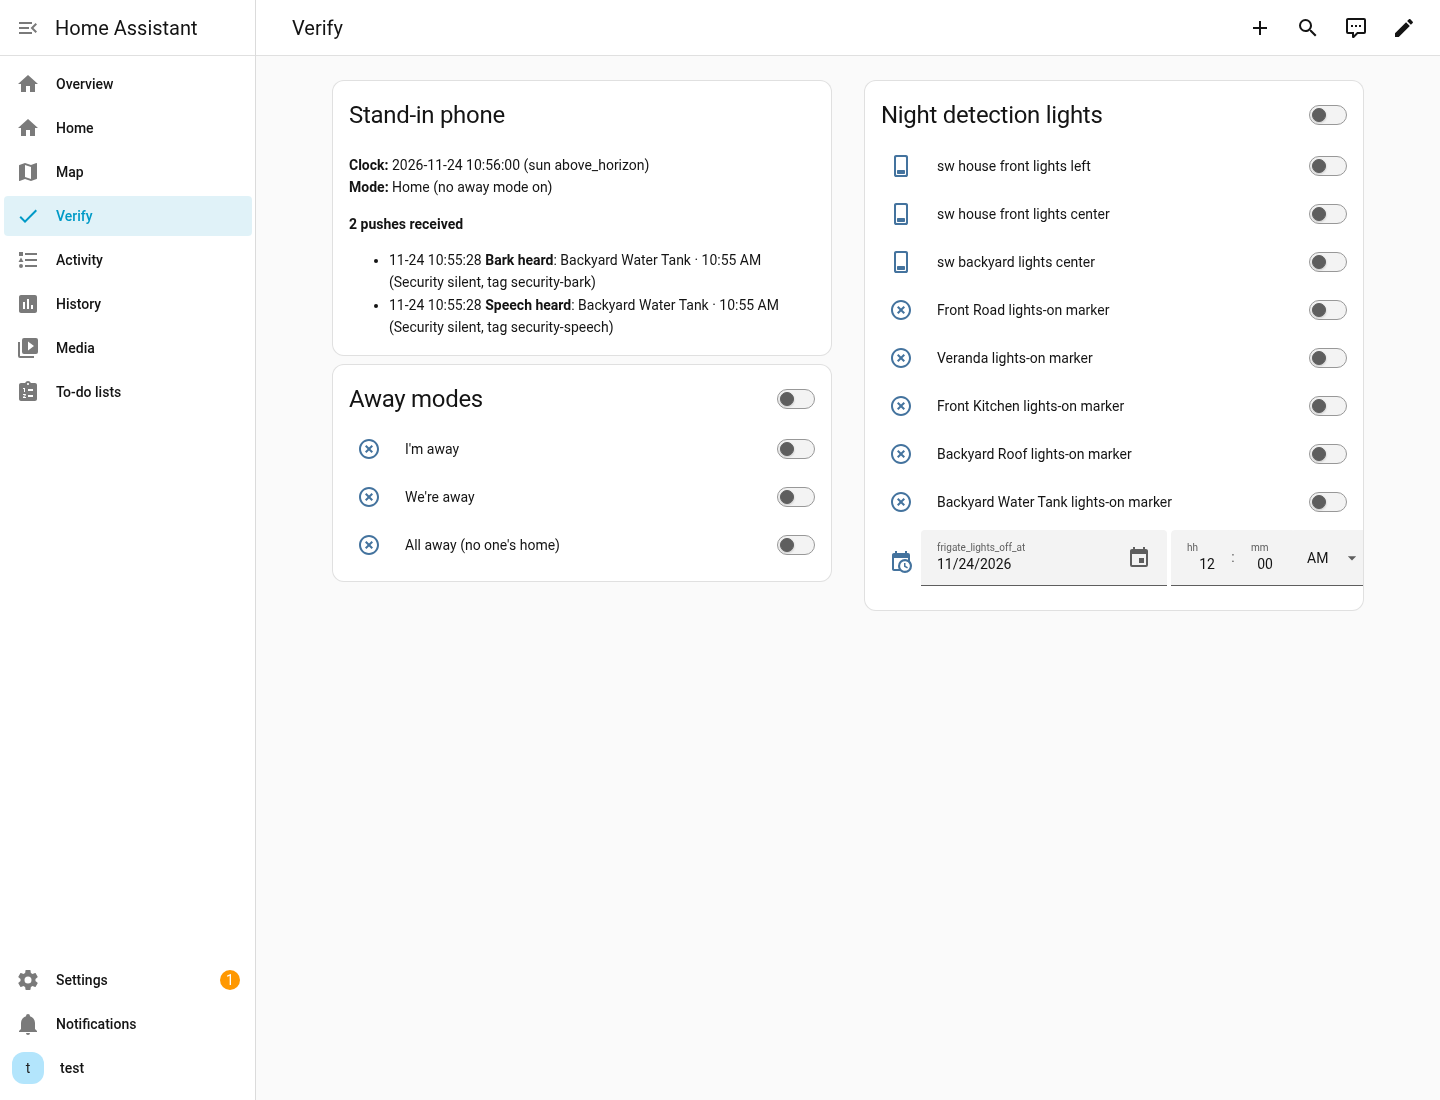 Home Assistant
Verify
Overview
Home
Map
Verify
Activity
History
Media
To-do lists
Settings
1
Notifications
t
test
Stand-in phone
Clock: 2026-11-24 10:56:00 (sun above_horizon)
Mode: Home (no away mode on)
2 pushes received
• 11-24 10:55:28 Bark heard: Backyard Water Tank · 10:55 AM
(Security silent, tag security-bark)
• 11-24 10:55:28 Speech heard: Backyard Water Tank · 10:55 AM
(Security silent, tag security-speech)
Away modes
I'm away
We're away
All away (no one's home)
Night detection lights
sw house front lights left
sw house front lights center
sw backyard lights center
Front Road lights-on marker
Veranda lights-on marker
Front Kitchen lights-on marker
Backyard Roof lights-on marker
Backyard Water Tank lights-on marker
frigate_lights_off_at
11/24/2026
hh mm
12 : 00 AM